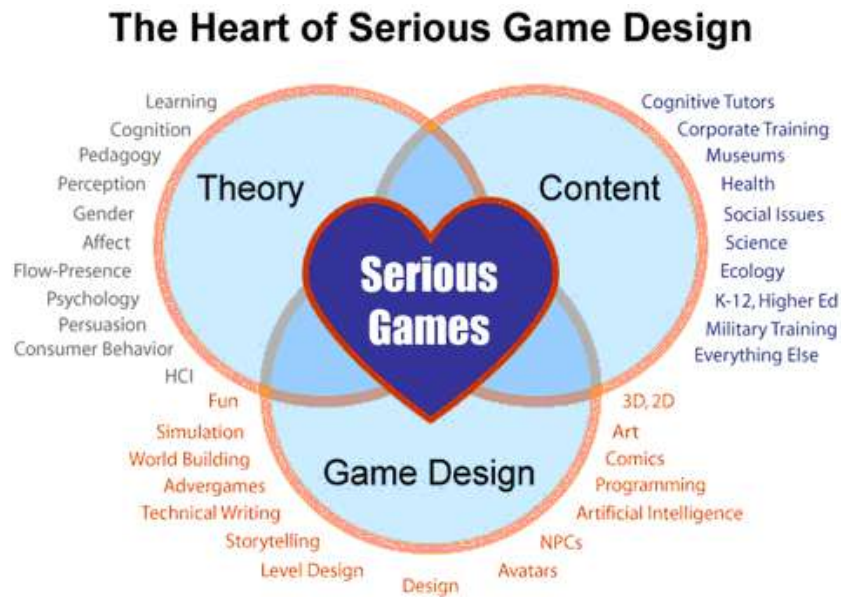 The Heart of Serious Game Design
Learning
Cognition
Pedagogy
Perception
Gender
Affect
Flow-Presence
Psychology
Persuasion
Consumer Behavior
HCI
Theory
Content
Cognitive Tutors
Corporate Training
Museums
Health
Social Issues
Science
Ecology
K-12, Higher Ed
Military Training
Everything Else
Serious
Games
Game Design
Fun
Simulation
World Building
Advergames
Technical Writing
Storytelling
Level Design
Design
Avatars
NPCs
Artificial Intelligence
Programming
Comics
Art
3D, 2D